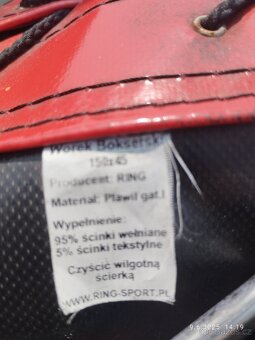 Worek Bokserski
150x45
Producent: RING
Materiał: Plawil gat.I
Wypełnienie:
95% ścinki wełniane
5% ścinki tekstylne
Czyścić wilgotną
ścierką
WWW.RING-SPORT.PL
9.6.2025 14:19